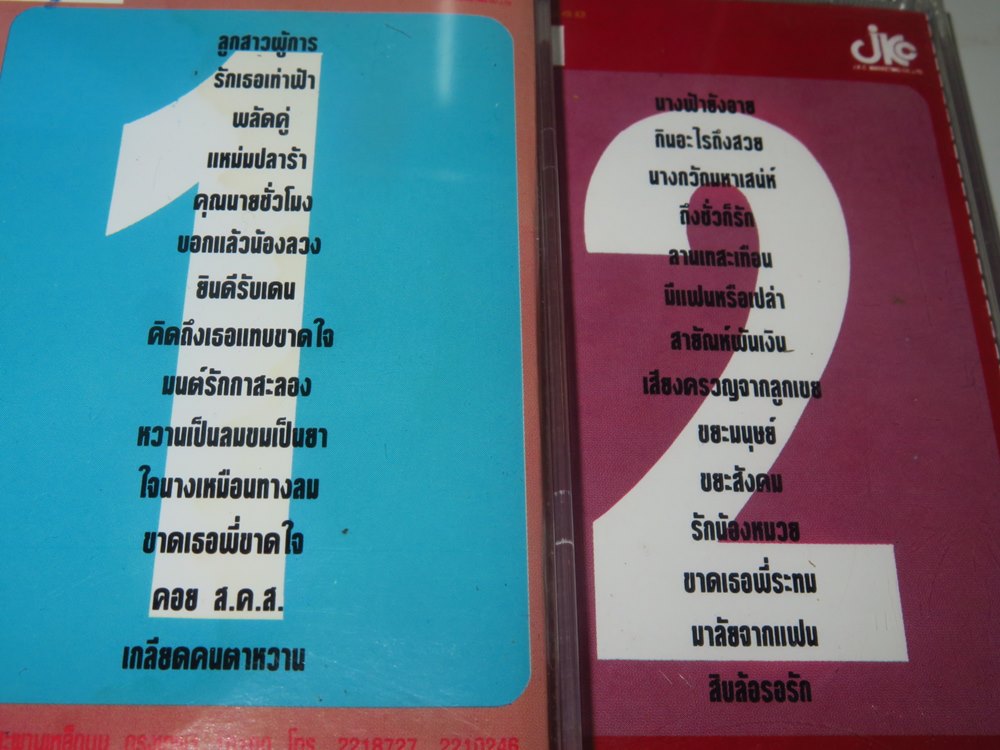 ลูกสาวผู้การ
รักเธอเท่าฟ้า
พลัดคู่
แหม่มปลาร้า
คุณนายชั่วโมง
บอกแล้วน้องลวง
ยินดีรับเดน
คิดถึงเธอแทบขาดใจ
มนต์รักกาสะลอง
หวานเป็นลมขมเป็นยา
ใจนางเหมือนทางลม
ขาดเธอพี่ขาดใจ
คอย ส.ค.ส.
เกลียดคนตาหวาน
1
โทร. 2218727, 2210246
JKC
นางฟ้ายังอาย
กินอะไรถึงสวย
นางกวักมหาเสน่ห์
ถึงชั่วก็รัก
ลานเทสะเทือน
มีแฟนหรือเปล่า
สายัณห์พันเงิน
เสียงครวญจากลูกเขย
ขยะมนุษย์
ขยะสังคม
รักน้องหมวย
ขาดเธอพี่ระทม
มาลัยจากแฟน
สิบล้อรอรัก
2